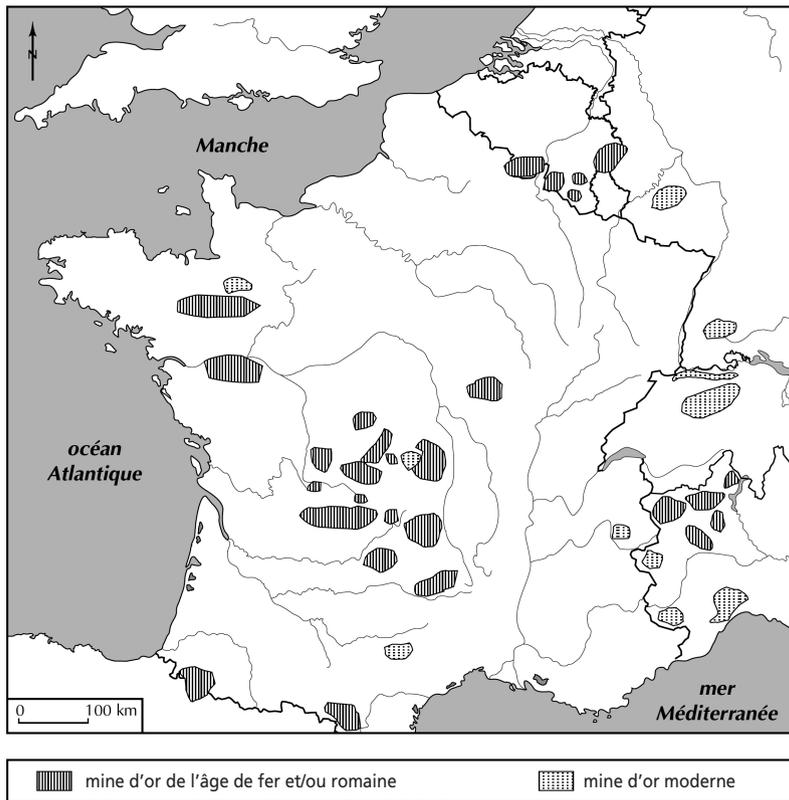 N
Manche
océan
Atlantique
mer
Méditerranée
0 100 km
mine d'or de l'âge de fer et/ou romaine
mine d'or moderne